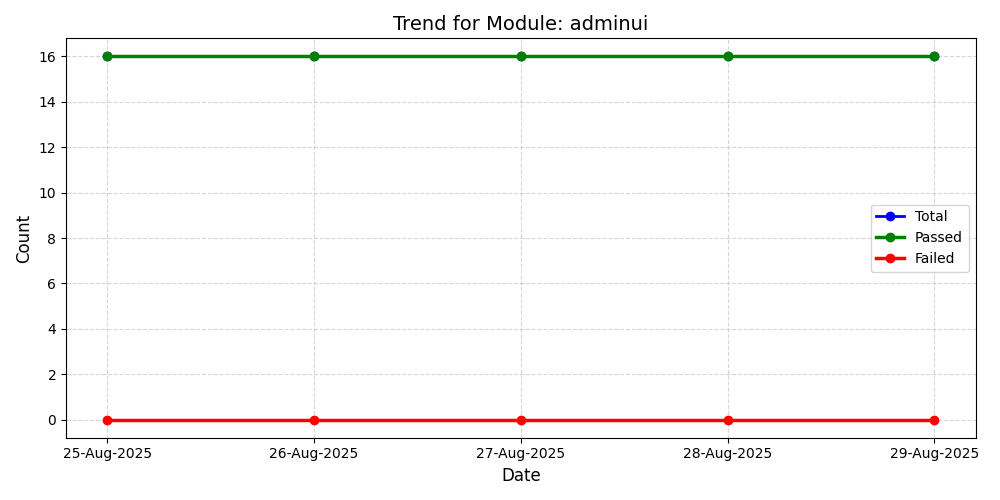 Trend for Module: adminui
16
14
12
10
8
6
4
2
0
Count
Total
Passed
Failed
25-Aug-2025 26-Aug-2025 27-Aug-2025 28-Aug-2025 29-Aug-2025
Date